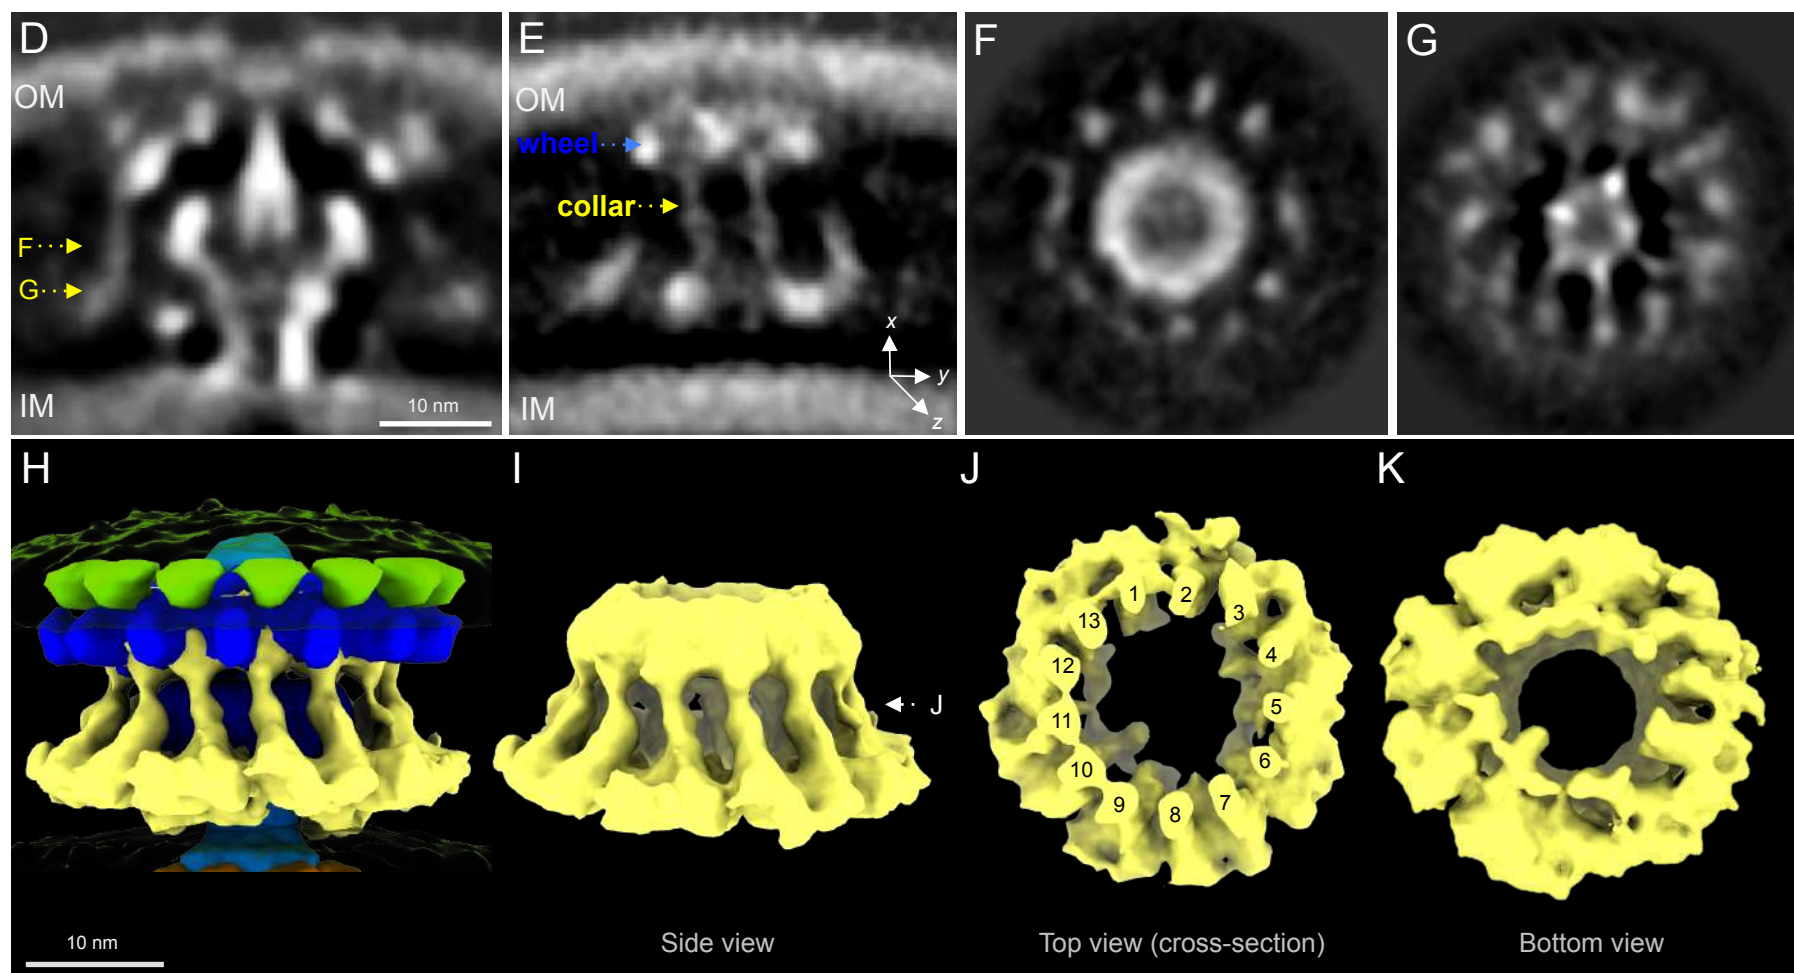 D
OM
F
G
IM
10 nm
E
OM
wheel
collar
x
y
z
IM
F
G
H
10 nm
I
J
Side view
J
1
2
3
4
5
6
7
8
9
10
11
12
13
Top view (cross-section)
K
Bottom view